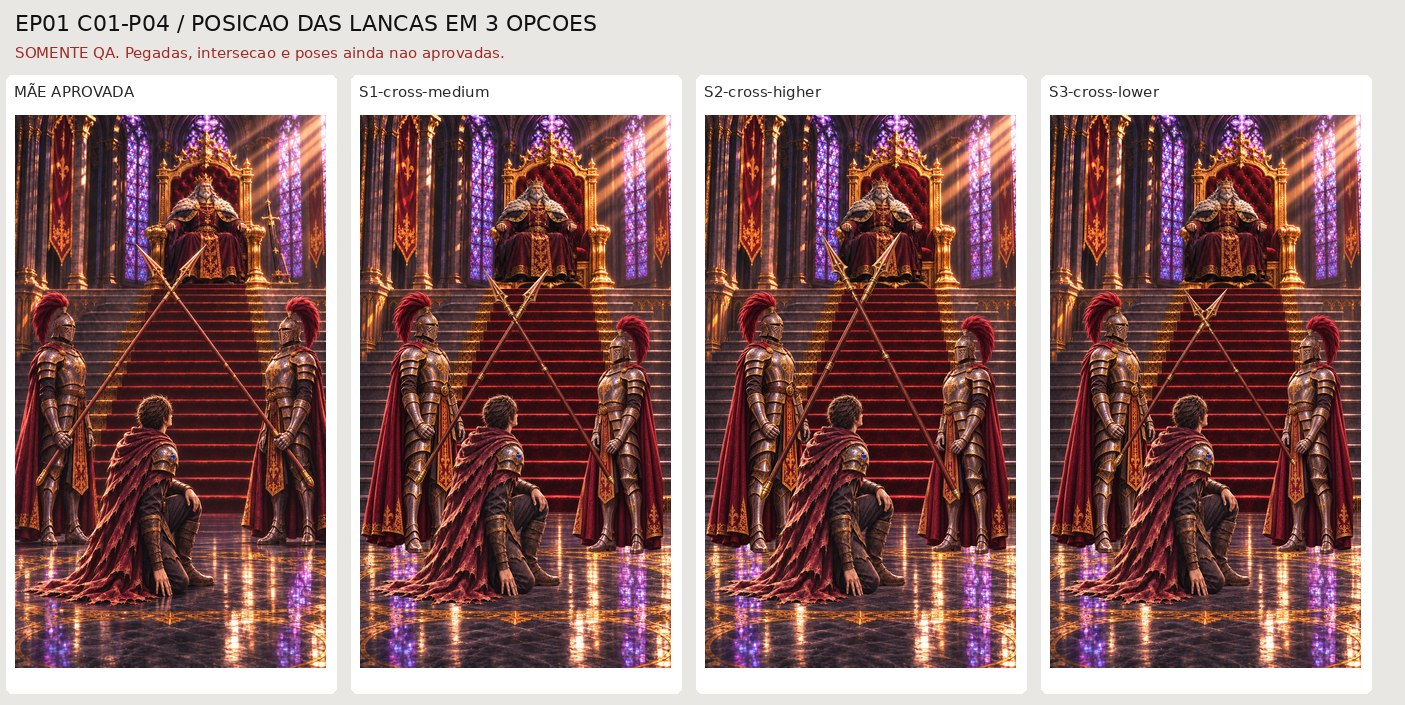 EP01 C01-P04 / POSICAO DAS LANCAS EM 3 OPCOES
SOMENTE QA. Pegadas, intersecao e poses ainda nao aprovadas.
MÃE APROVADA
S1-cross-medium
S2-cross-higher
S3-cross-lower